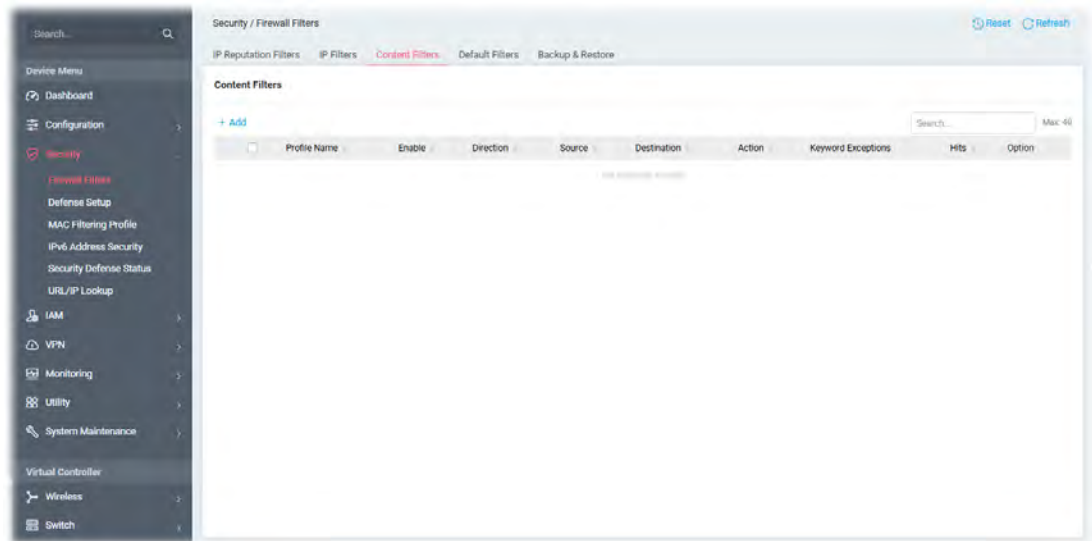 Search...
Device Menu
Dashboard
Configuration
Security
Firewall Filters
Defense Setup
MAC Filtering Profile
IPv6 Address Security
Security Defense Status
URL/IP Lookup
IAM
VPN
Monitoring
Utility
System Maintenance
Virtual Controller
Wireless
Switch
Security / Firewall Filters
Reset Refresh
IP Reputation Filters IP Filters Content Filters Default Filters Backup & Restore
Content Filters
+ Add
Search... Max: 40
Profile Name Enable Direction Source Destination Action Keyword Exceptions Hits Option